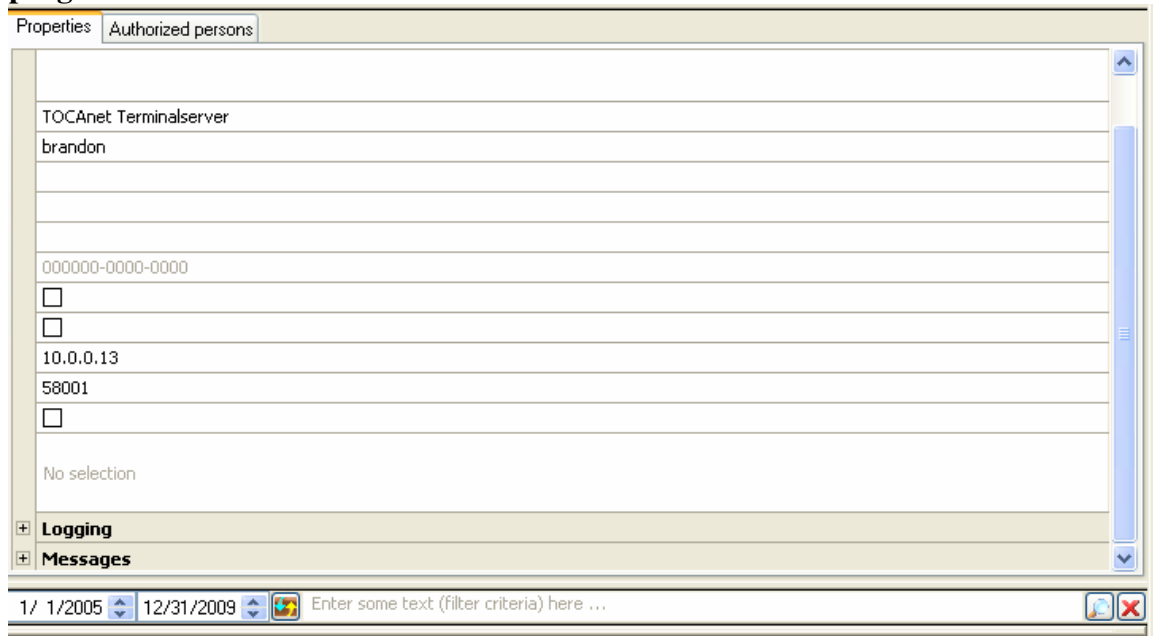 Properties Authorized persons
TOCAnet Terminalserver
brandon
000000-0000-0000
10.0.0.13
58001
No selection
Logging
Messages
1/ 1/2005 12/31/2009 Enter some text (filter criteria) here ...